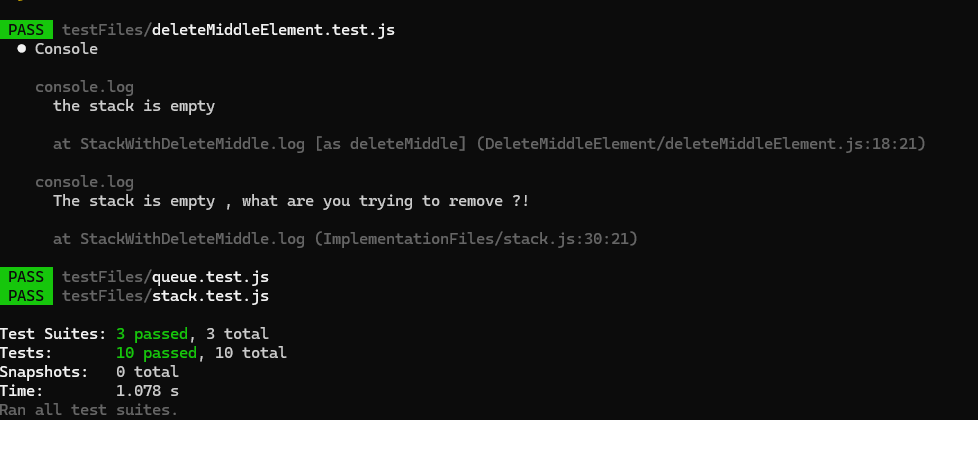 PASS testFiles/deleteMiddleElement.test.js
● Console
console.log
the stack is empty
at StackWithDeleteMiddle.log [as deleteMiddle] (DeleteMiddleElement/deleteMiddleElement.js:18:21)
console.log
The stack is empty , what are you trying to remove ?!
at StackWithDeleteMiddle.log (ImplementationFiles/stack.js:30:21)
PASS testFiles/queue.test.js
PASS testFiles/stack.test.js
Test Suites: 3 passed, 3 total
Tests: 10 passed, 10 total
Snapshots: 0 total
Time: 1.078 s
Ran all test suites.